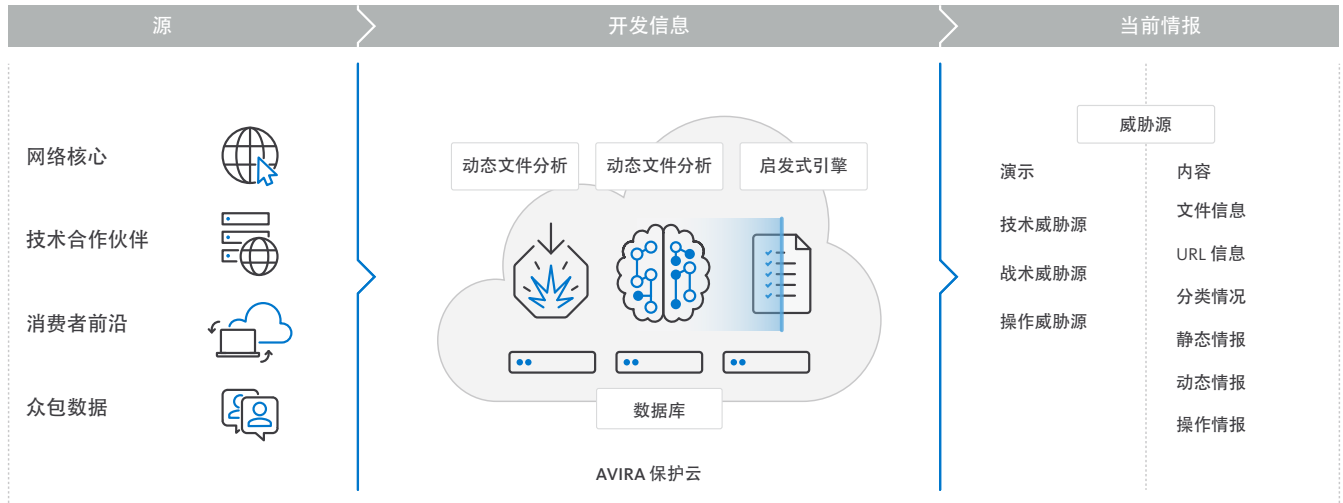 源
开发信息
当前情报
网络核心
技术合作伙伴
消费者前沿
众包数据
动态文件分析
动态文件分析
启发式引擎
数据库
AVIRA 保护云
威胁源
演示
技术威胁源
战术威胁源
操作威胁源
内容
文件信息
URL 信息
分类情况
静态情报
动态情报
操作情报